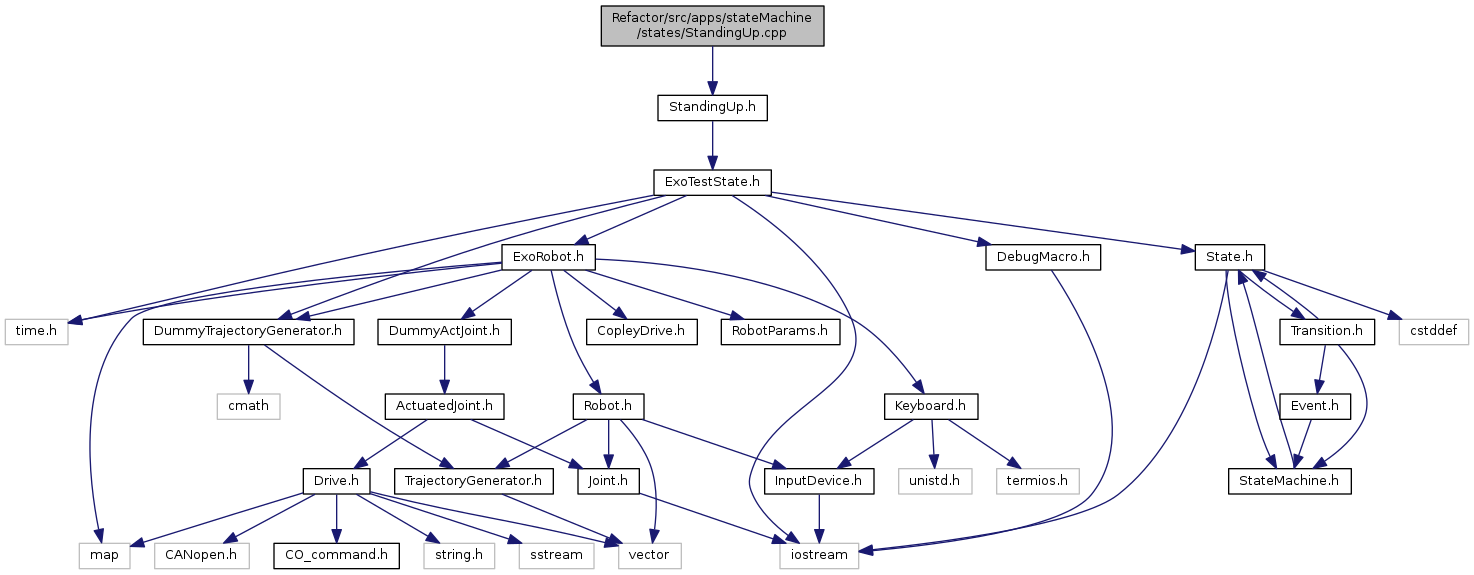 Refactor/src/apps/stateMachine
/states/StandingUp.cpp
StandingUp.h
ExoTestState.h
ExoRobot.h
DebugMacro.h
State.h
time.h
DummyTrajectoryGenerator.h
DummyActJoint.h
CopleyDrive.h
RobotParams.h
Transition.h
cstddef
cmath
ActuatedJoint.h
Robot.h
Keyboard.h
Event.h
Drive.h
TrajectoryGenerator.h
Joint.h
InputDevice.h
unistd.h
termios.h
StateMachine.h
map
CANopen.h
CO_command.h
string.h
sstream
vector
iostream